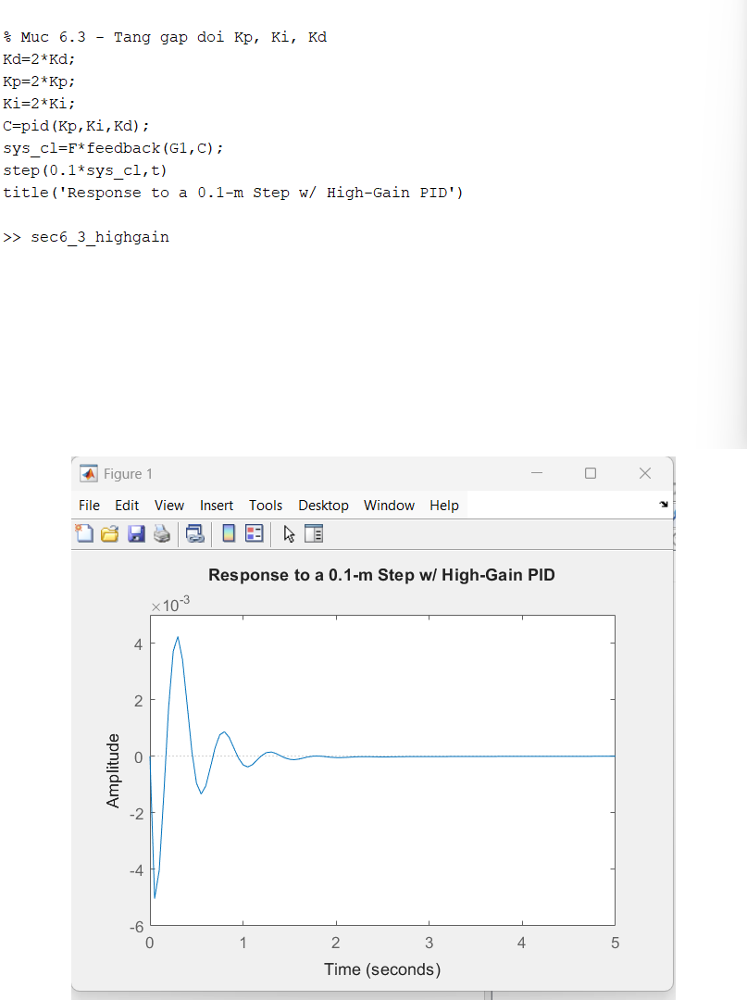 % Muc 6.3 - Tang gap doi Kp, Ki, Kd
Kd=2*Kd;
Kp=2*Kp;
Ki=2*Ki;
C=pid(Kp,Ki,Kd);
sys_cl=F*feedback(G1,C);
step(0.1*sys_cl,t)
title('Response to a 0.1-m Step w/ High-Gain PID')
>> sec6_3_highgain
Figure 1
File Edit View Insert Tools Desktop Window Help
Response to a 0.1-m Step w/ High-Gain PID
×10-3
4
2
0
-2
-4
-6
Amplitude
0 1 2 3 4 5
Time (seconds)